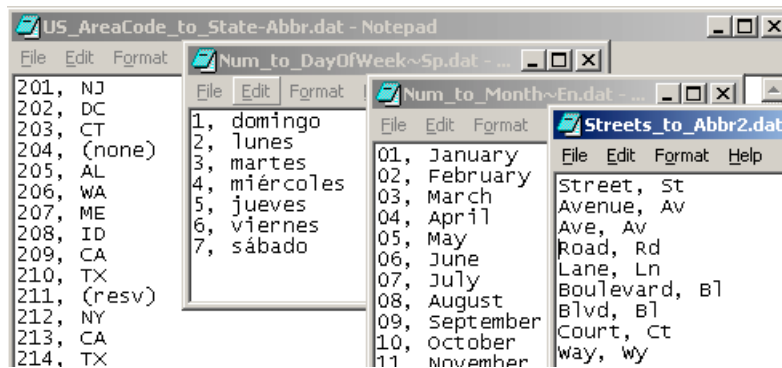 US_AreaCode_to_State-Abbr.dat - Notepad
File Edit Format
201, NJ
202, DC
203, CT
204, (none)
205, AL
206, WA
207, ME
208, ID
209, CA
210, TX
211, (resv)
212, NY
213, CA
214, TX
Num_to_DayOfWeek~Sp.dat - ...
File Edit Format
1, domingo
2, lunes
3, martes
4, miércoles
5, jueves
6, viernes
7, sábado
Num_to_Month~En.dat - ...
File Edit Format
01, January
02, February
03, March
04, April
05, May
06, June
07, July
08, August
09, September
10, October
11, November
Streets_to_Abbr2.dat
File Edit Format Help
Street, St
Avenue, Av
Ave, Av
Road, Rd
Lane, Ln
Boulevard, Bl
Blvd, Bl
Court, Ct
Way, Wy